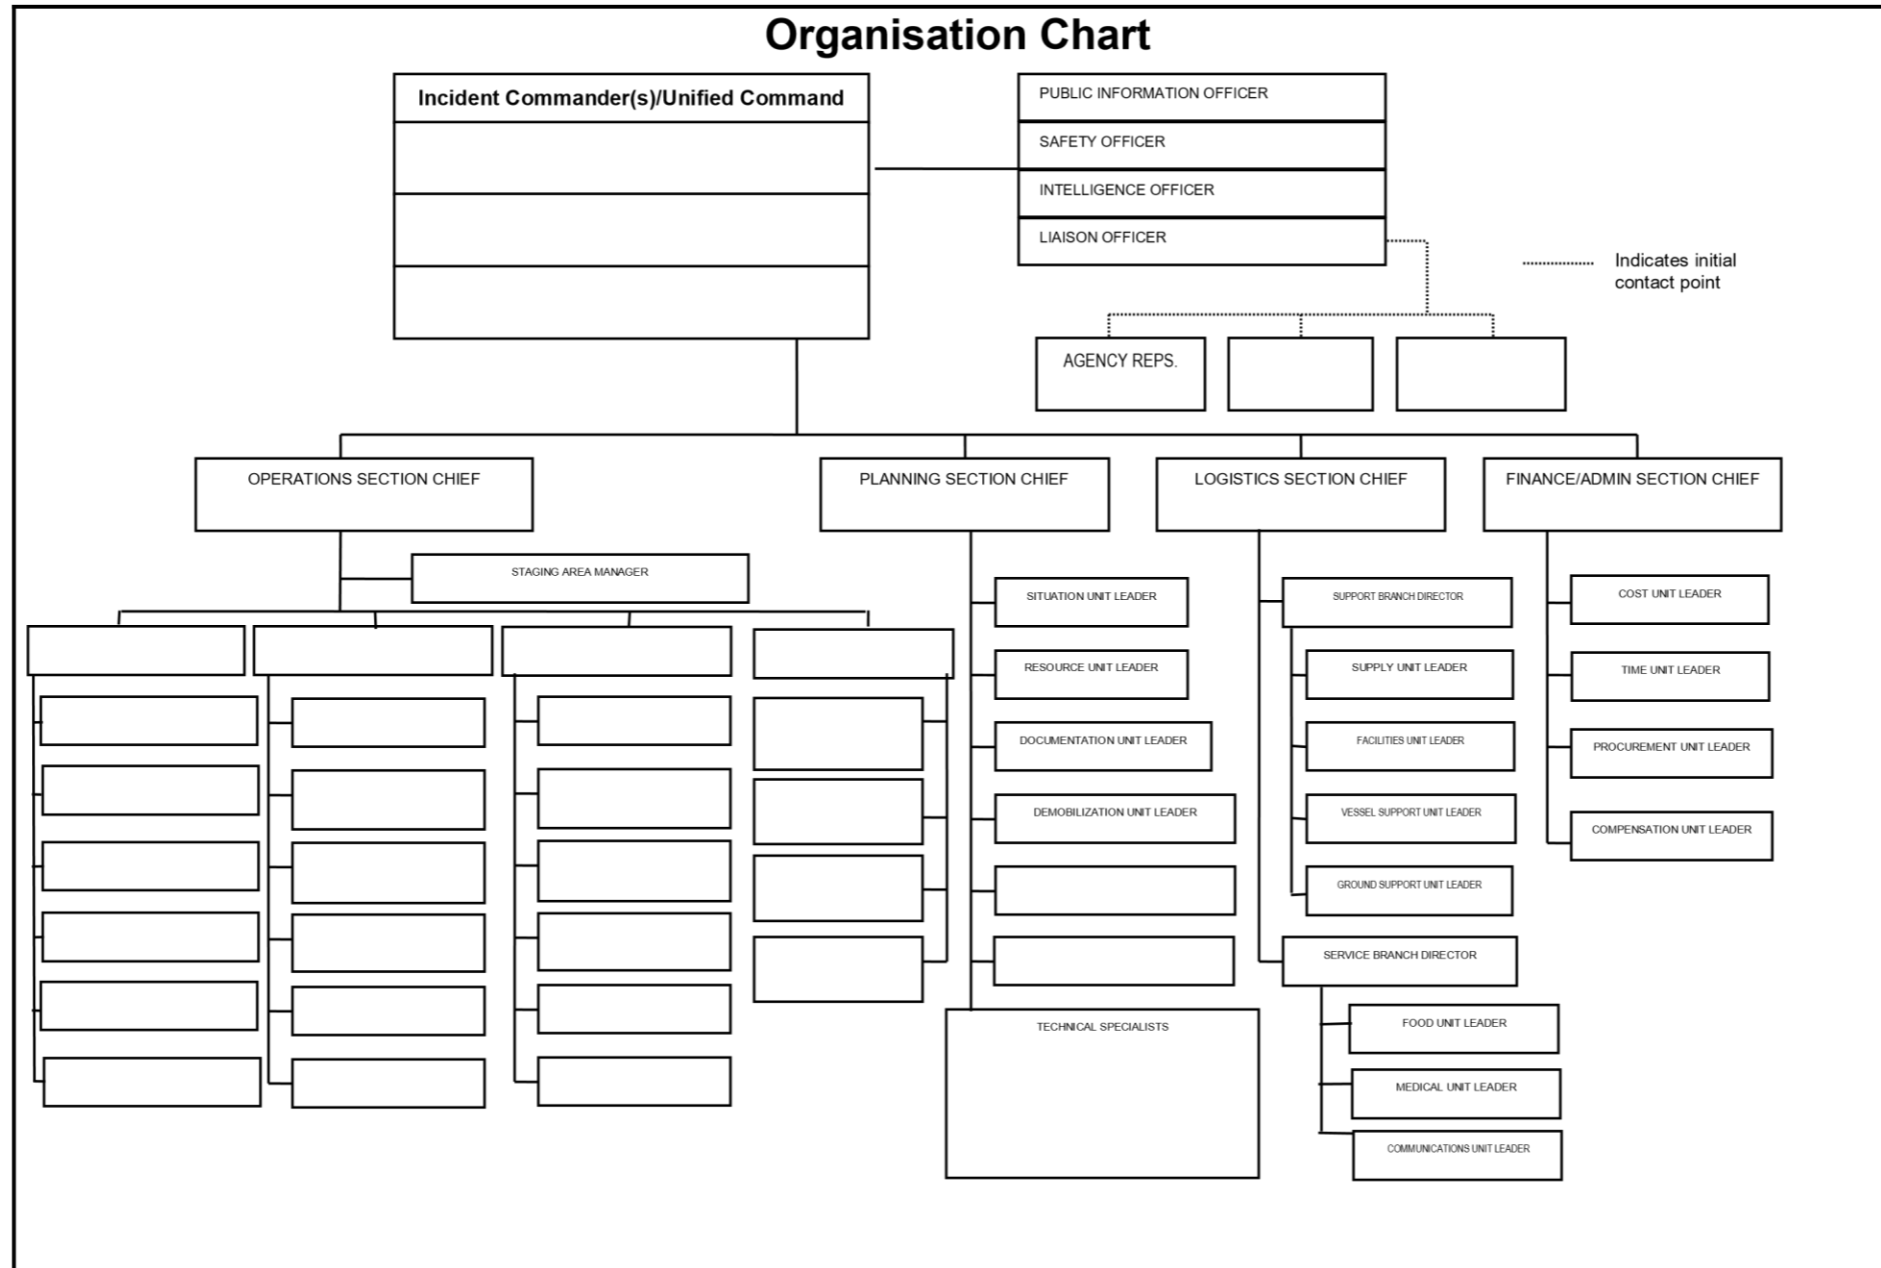 Organisation Chart
Incident Commander(s)/Unified Command
PUBLIC INFORMATION OFFICER
SAFETY OFFICER
INTELLIGENCE OFFICER
LIAISON OFFICER
Indicates initial
contact point
AGENCY REPS.
OPERATIONS SECTION CHIEF
PLANNING SECTION CHIEF
LOGISTICS SECTION CHIEF
FINANCE/ADMIN SECTION CHIEF
STAGING AREA MANAGER
SITUATION UNIT LEADER
RESOURCE UNIT LEADER
DOCUMENTATION UNIT LEADER
DEMOBILIZATION UNIT LEADER
TECHNICAL SPECIALISTS
SUPPORT BRANCH DIRECTOR
SUPPLY UNIT LEADER
FACILITIES UNIT LEADER
VESSEL SUPPORT UNIT LEADER
GROUND SUPPORT UNIT LEADER
SERVICE BRANCH DIRECTOR
FOOD UNIT LEADER
MEDICAL UNIT LEADER
COMMUNICATIONS UNIT LEADER
COST UNIT LEADER
TIME UNIT LEADER
PROCUREMENT UNIT LEADER
COMPENSATION UNIT LEADER